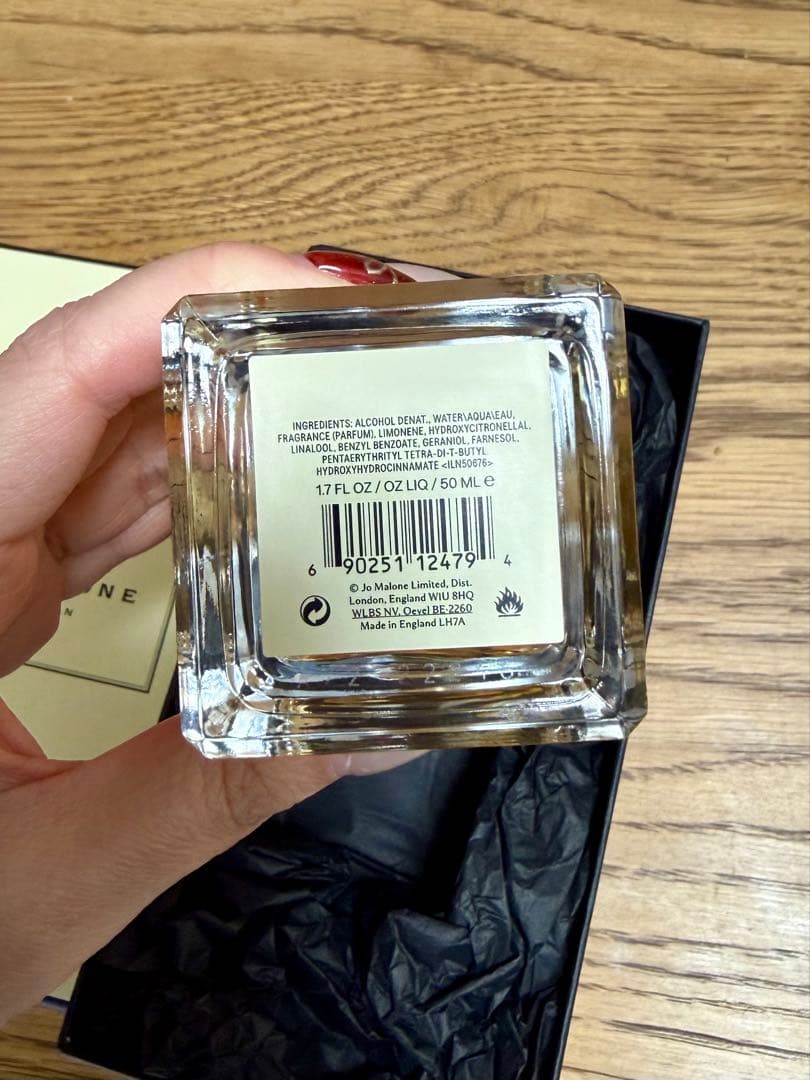 INGREDIENTS: ALCOHOL DENAT., WATER\AQUA\EAU,
FRAGRANCE (PARFUM), LIMONENE, HYDROXYCITRONELLAL,
LINALOOL, BENZYL BENZOATE, GERANIOL, FARNESOL,
PENTAERYTHRITYL TETRA-DI-T-BUTYL
HYDROXYHYDROCINNAMATE <ILN50676>
1.7 FL OZ / OZ LIQ / 50 ML ℮
6 90251 12479 4
© Jo Malone Limited, Dist.
London, England W1U 8HQ
WLBS NV. Oevel BE-2260
Made in England LH7A
NE
N